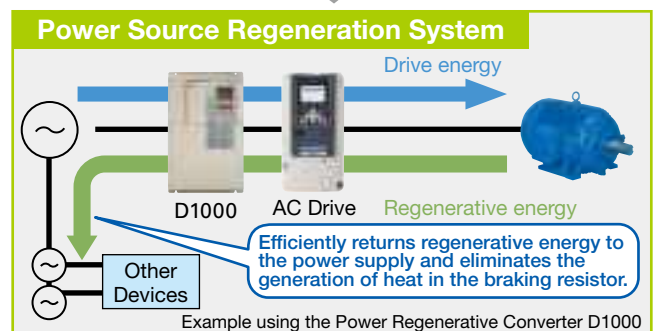 Power Source Regeneration System
Drive energy
D1000
AC Drive
Regenerative energy
Efficiently returns regenerative energy to
the power supply and eliminates the
generation of heat in the braking resistor.
Other
Devices
Example using the Power Regenerative Converter D1000